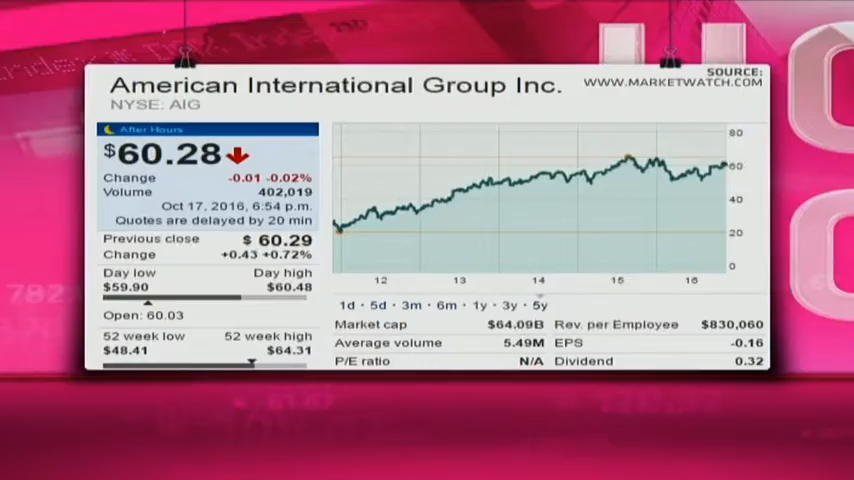 American International Group Inc.
NYSE: AIG
SOURCE:
WWW.MARKETWATCH.COM
After Hours
$60.28
Change -0.01 -0.02%
Volume 402,019
Oct 17, 2016, 6:54 p.m.
Quotes are delayed by 20 min
Previous close $ 60.29
Change +0.43 +0.72%
Day low Day high
$59.90 $60.48
Open: 60.03
52 week low 52 week high
$48.41 $64.31
80
60
40
20
0
12 13 14 15 16
1d · 5d · 3m · 6m · 1y · 3y · 5y
Market cap $64.09B Rev. per Employee $830,060
Average volume 5.49M EPS -0.16
P/E ratio N/A Dividend 0.32